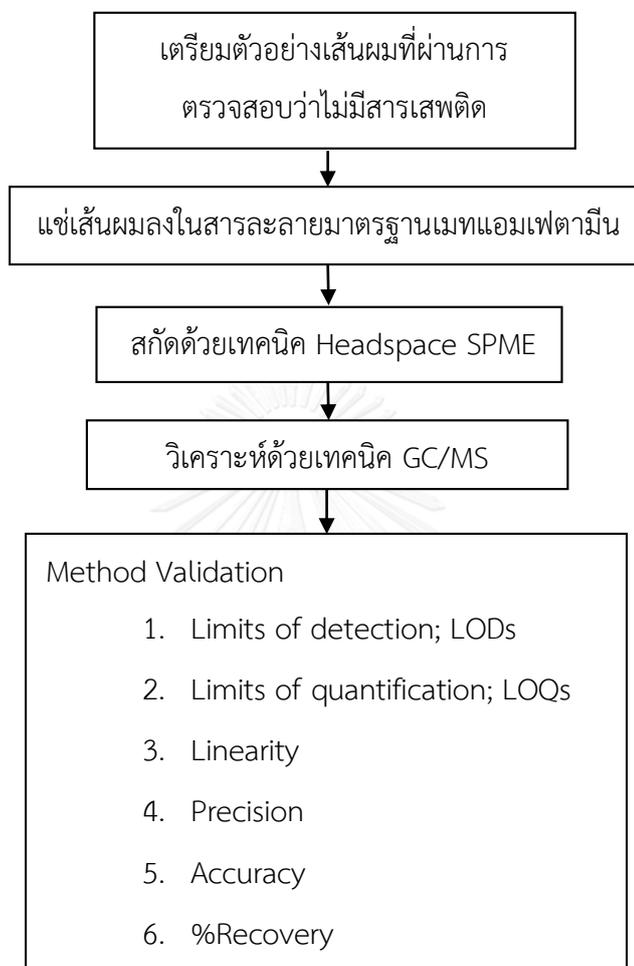 เตรียมตัวอย่างเส้นผมที่ผ่านการ
ตรวจสอบว่าไม่มีสารเสพติด
แช่เส้นผมลงในสารละลายมาตรฐานเมทแอมเฟตามีน
สกัดด้วยเทคนิค Headspace SPME
วิเคราะห์ด้วยเทคนิค GC/MS
Method Validation
1. Limits of detection; LODs
2. Limits of quantification; LOQs
3. Linearity
4. Precision
5. Accuracy
6. %Recovery